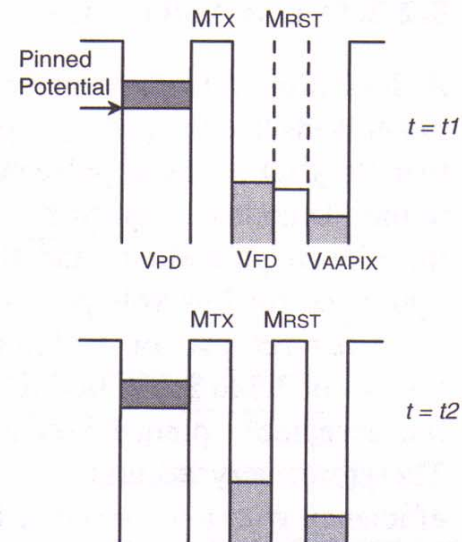 MTX MRST
Pinned
Potential
t = t1
VPD VFD VAAPIX
MTX MRST
t = t2